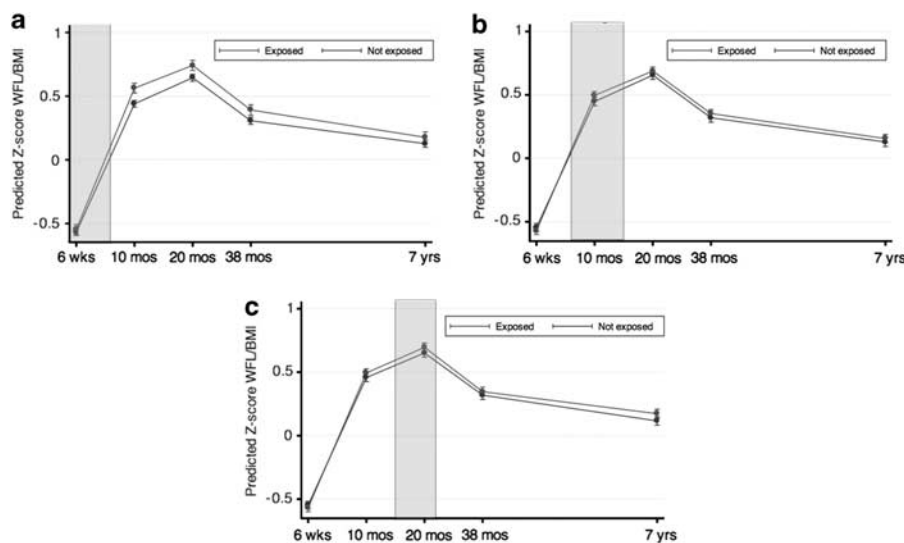 a
Predicted Z-score WFL/BMI
1
0.5
0
-0.5
Exposed Not exposed
6 wks 10 mos 20 mos 38 mos 7 yrs
b
Predicted Z-score WFL/BMI
1
0.5
0
-0.5
Exposed Not exposed
6 wks 10 mos 20 mos 38 mos 7 yrs
c
Predicted Z-score WFL/BMI
1
0.5
0
-0.5
Exposed Not exposed
6 wks 10 mos 20 mos 38 mos 7 yrs